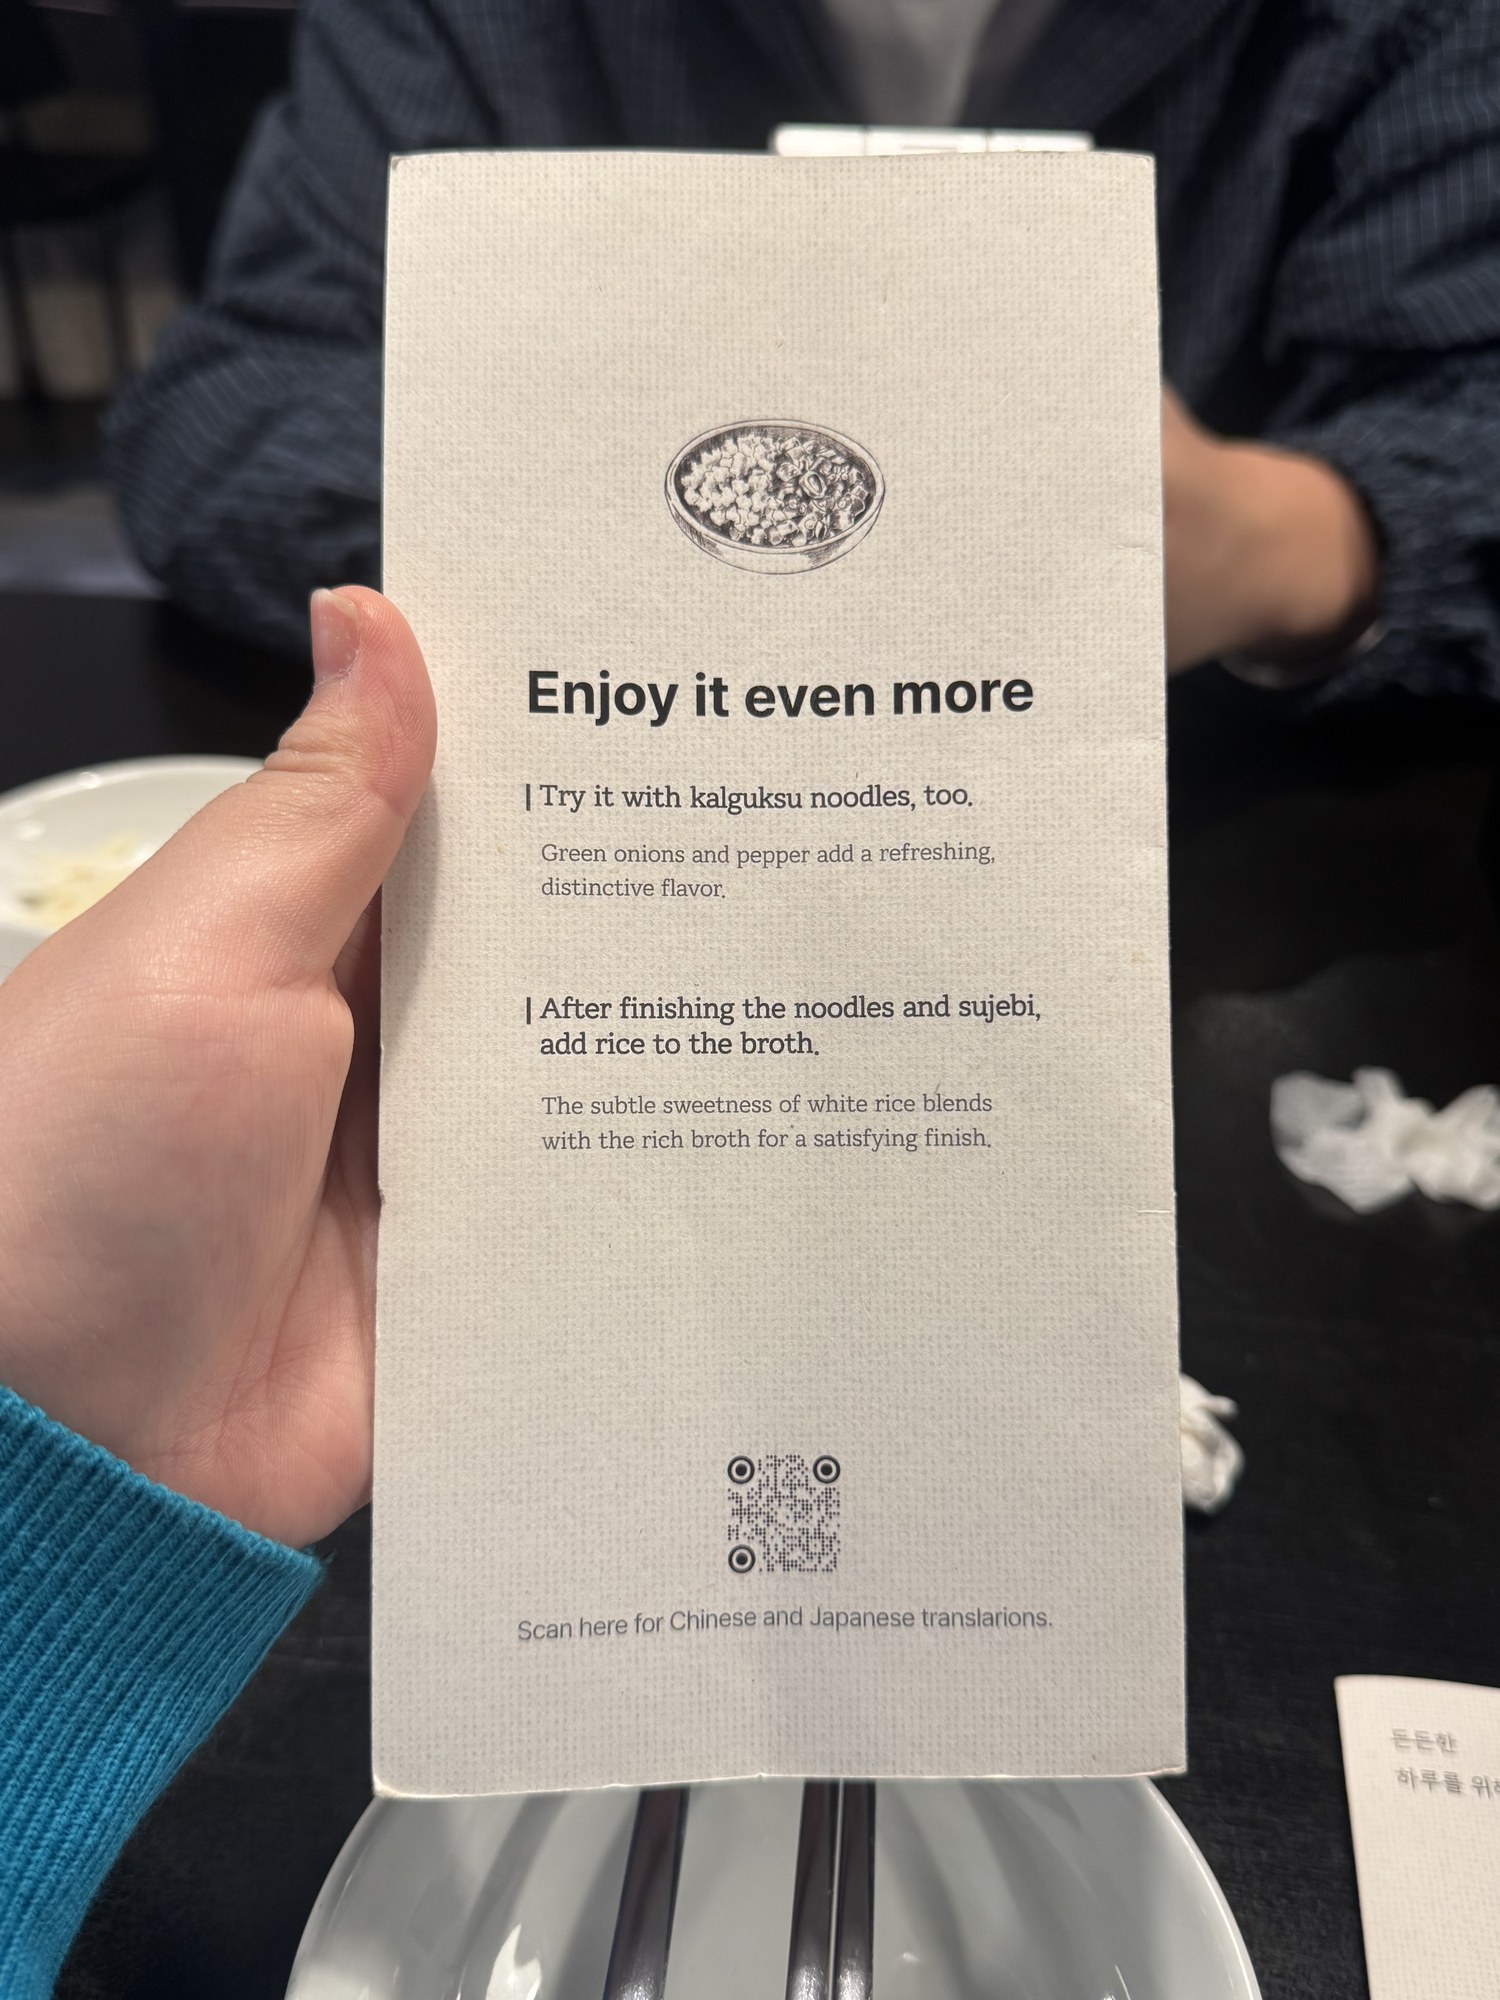 Enjoy it even more
| Try it with kalguksu noodles, too.
Green onions and pepper add a refreshing,
distinctive flavor.
| After finishing the noodles and sujebi,
add rice to the broth.
The subtle sweetness of white rice blends
with the rich broth for a satisfying finish.
Scan here for Chinese and Japanese translarions.
든든한
하루를